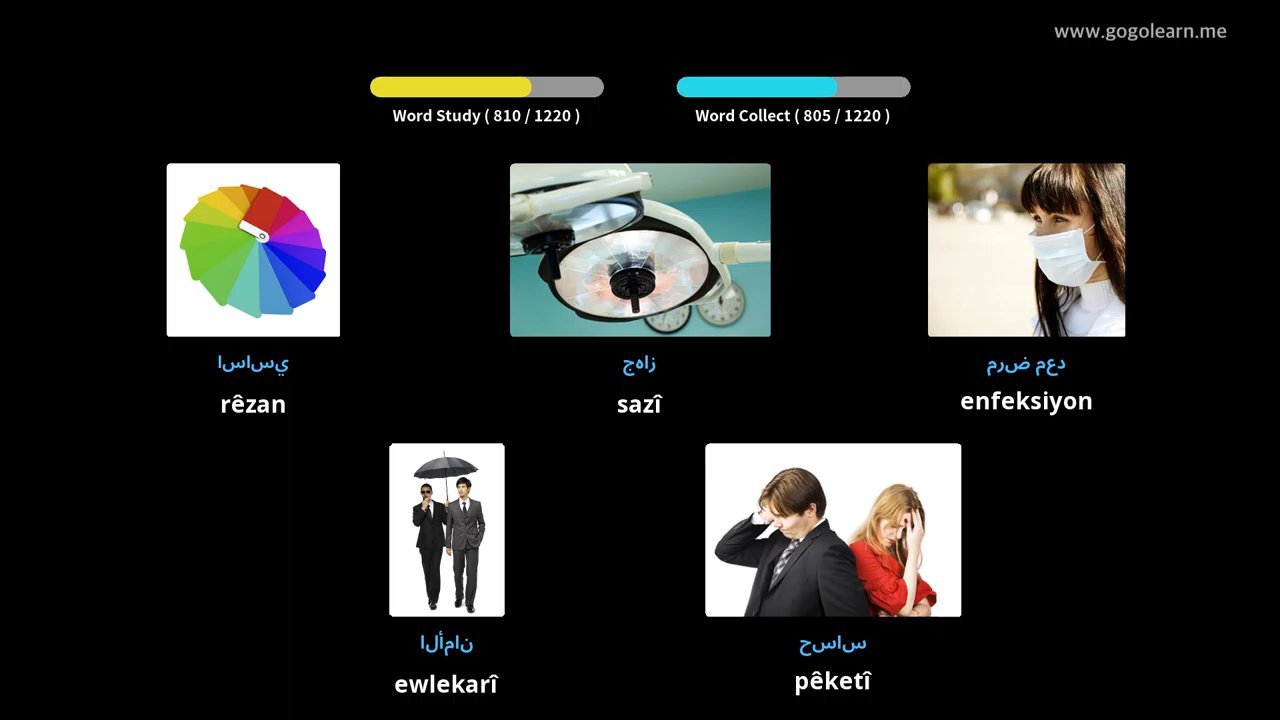 www.gogolearn.me
Word Study ( 810 / 1220 )
Word Collect ( 805 / 1220 )
اساسي
جهاز
مرض معد
rêzan
sazî
enfeksiyon
الأمان
حساس
ewlekarî
pêketî